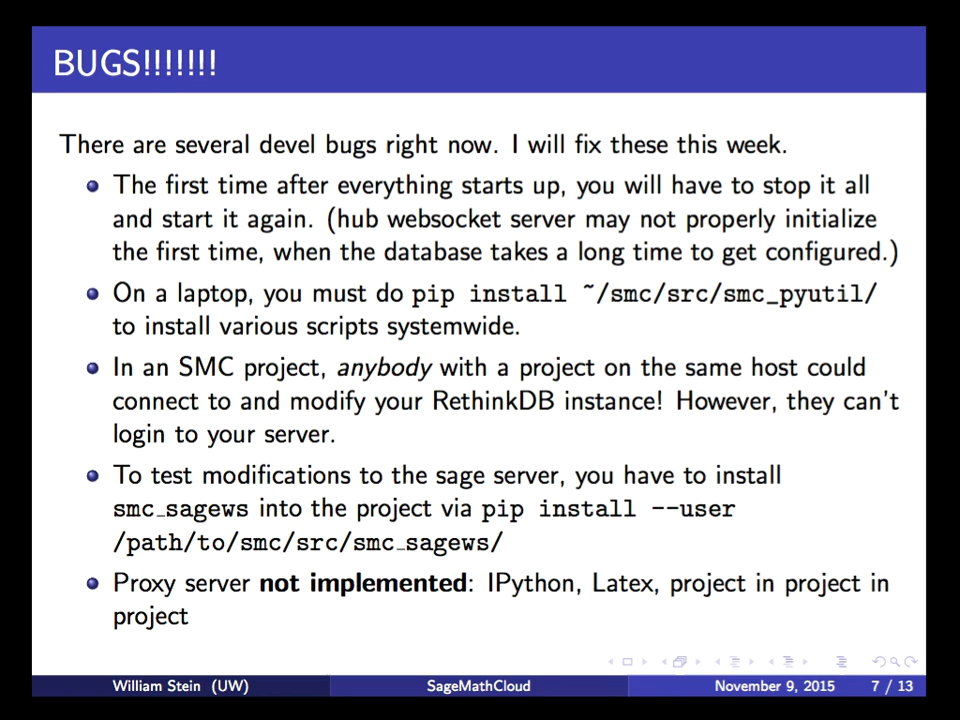 BUGS!!!!!!!
There are several devel bugs right now. I will fix these this week.
The first time after everything starts up, you will have to stop it all
and start it again. (hub websocket server may not properly initialize
the first time, when the database takes a long time to get configured.)
On a laptop, you must do pip install ~/smc/src/smc_pyutil/
to install various scripts systemwide.
In an SMC project, anybody with a project on the same host could
connect to and modify your RethinkDB instance! However, they can't
login to your server.
To test modifications to the sage server, you have to install
smc_sagews into the project via pip install --user
/path/to/smc/src/smc_sagews/
Proxy server not implemented: IPython, Latex, project in project in
project
William Stein (UW) SageMathCloud November 9, 2015 7 / 13